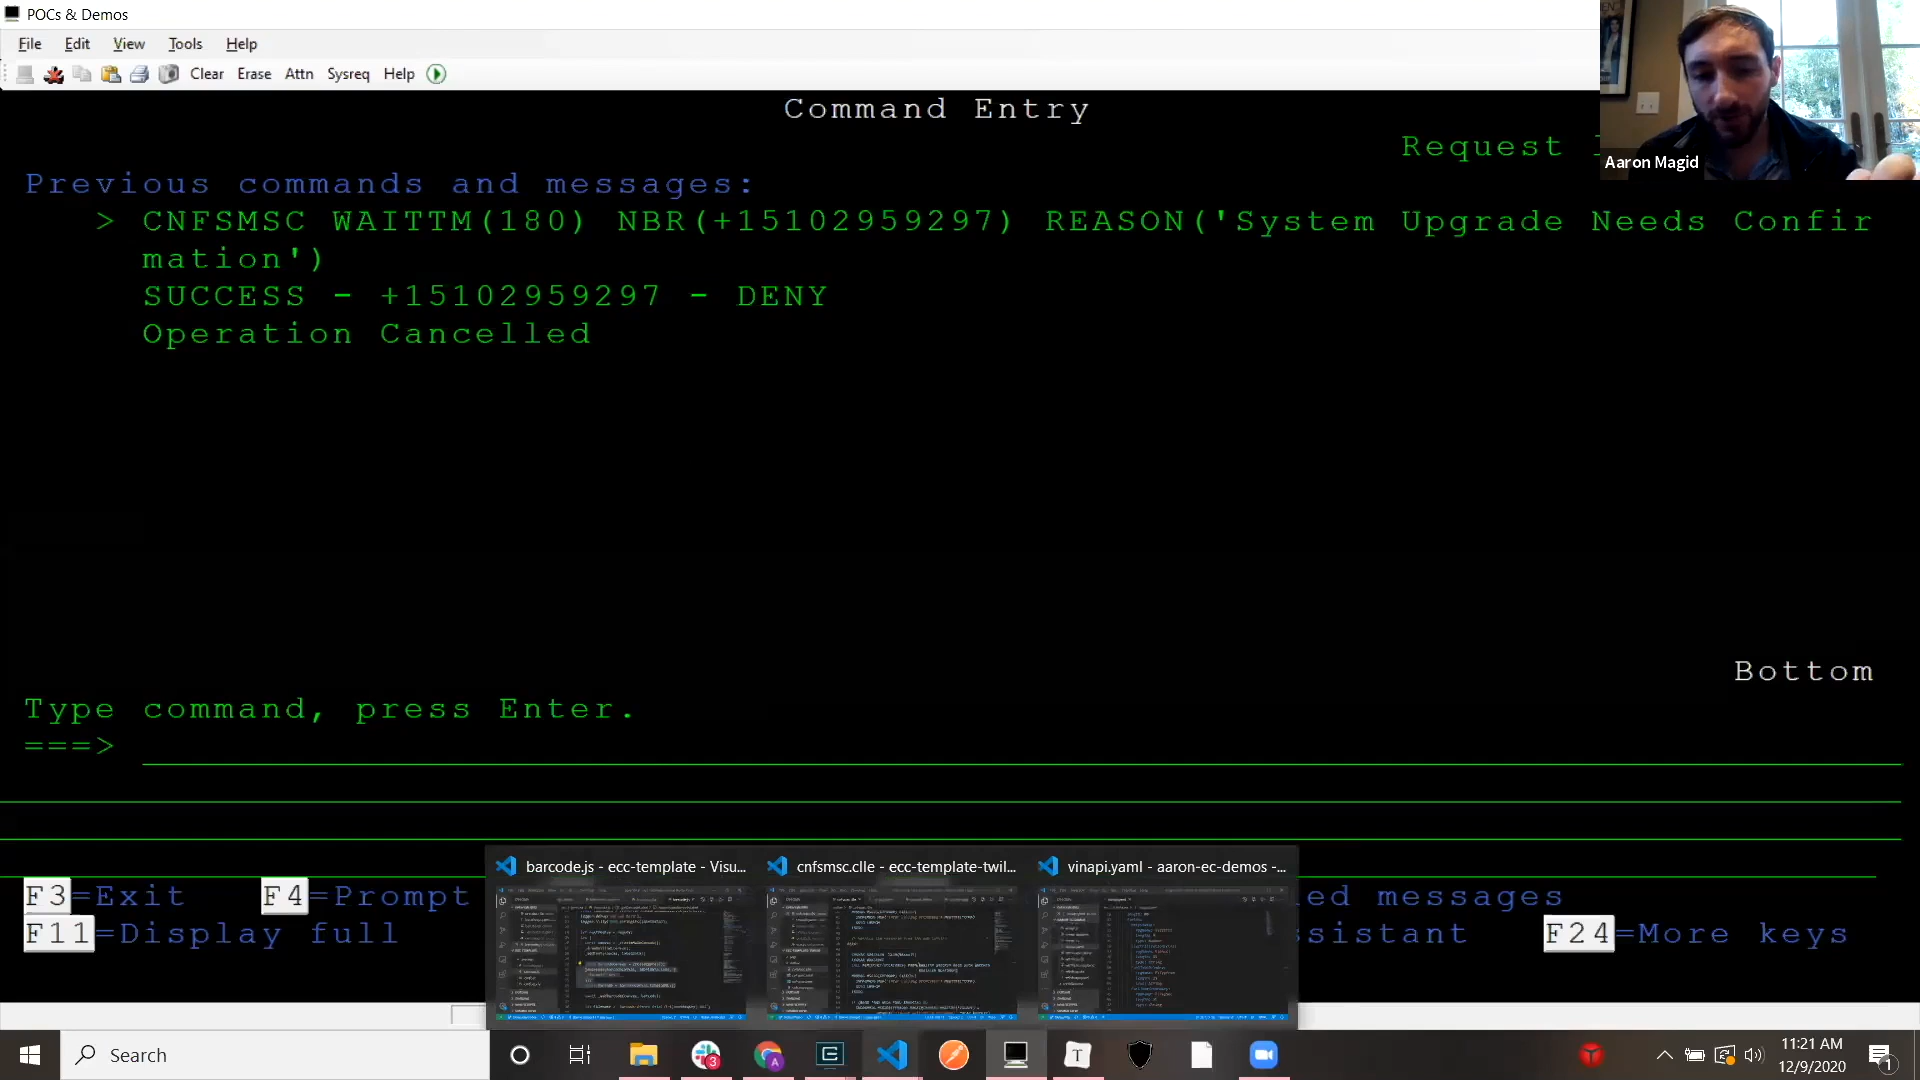 POCs & Demos
File Edit View Tools Help
Clear Erase Attn Sysreq Help
Aaron Magid
Command Entry
Request
Previous commands and messages:
> CNFSMSC WAITTM(180) NBR(+15102959297) REASON('System Upgrade Needs Confir
mation')
SUCCESS - +15102959297 - DENY
Operation Cancelled
Bottom
Type command, press Enter.
===>
barcode.js - ecc-template - Visu... cnfsmsc.clle - ecc-template-twil... vinapi.yaml - aaron-ec-demos -...
F3=Exit F4=Prompt ed messages
F11=Display full ssistant F24=More keys
Search
3
A
T
11:21 AM
12/9/2020
1